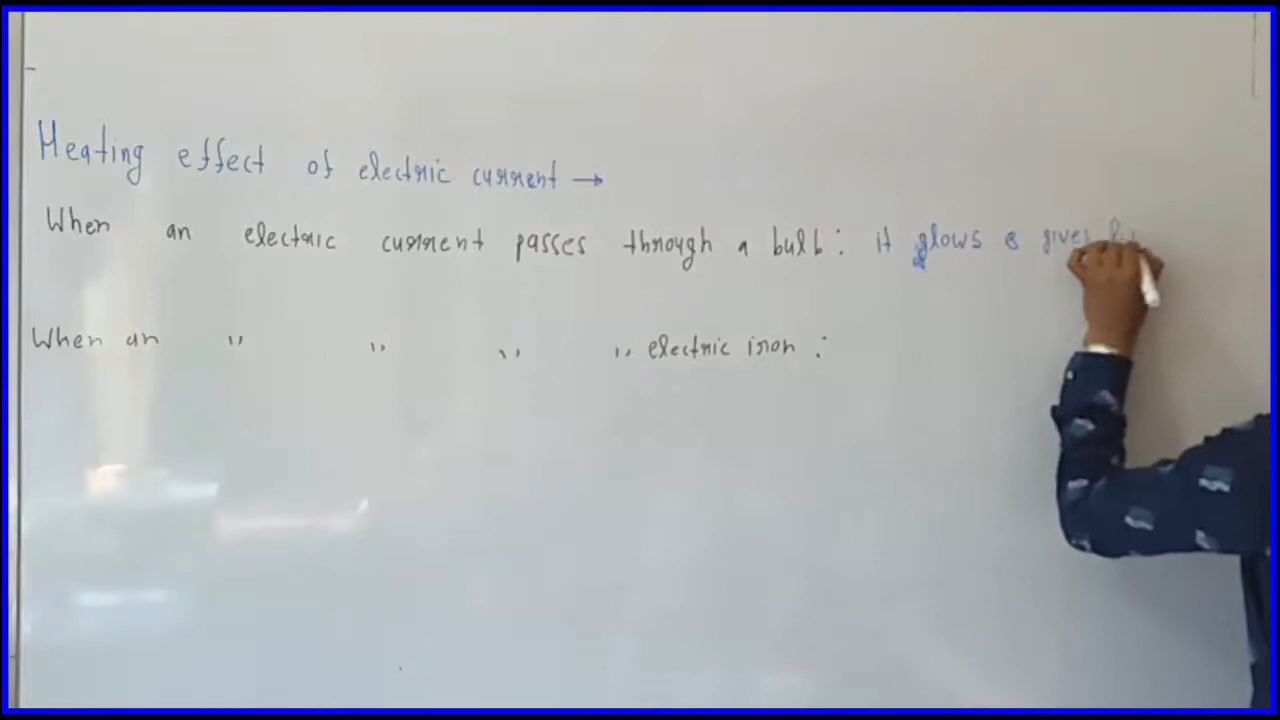 Heating effect of electric current →
When an electric current passes through a bulb : it glows & gives
When an " " " " electric iron :